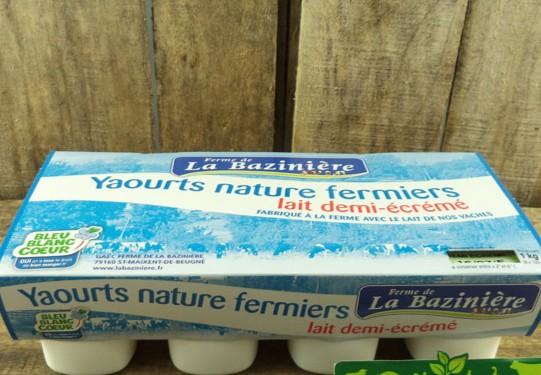 Ferme de
La Bazinière
Yaourts nature fermiers
lait demi-écrémé
FABRIQUÉ À LA FERME AVEC LE LAIT DE NOS VACHES
BLEU
BLANC
COEUR
GAEC FERME DE LA BAZINIÈRE
79160 ST-MAIXENT-DE-BEUGNÉ
www.labaziniere.fr
1 kg
Yaourts nature fermiers
lait demi-écrémé
Ferme de
La Bazinière
BLEU
BLANC
COEUR